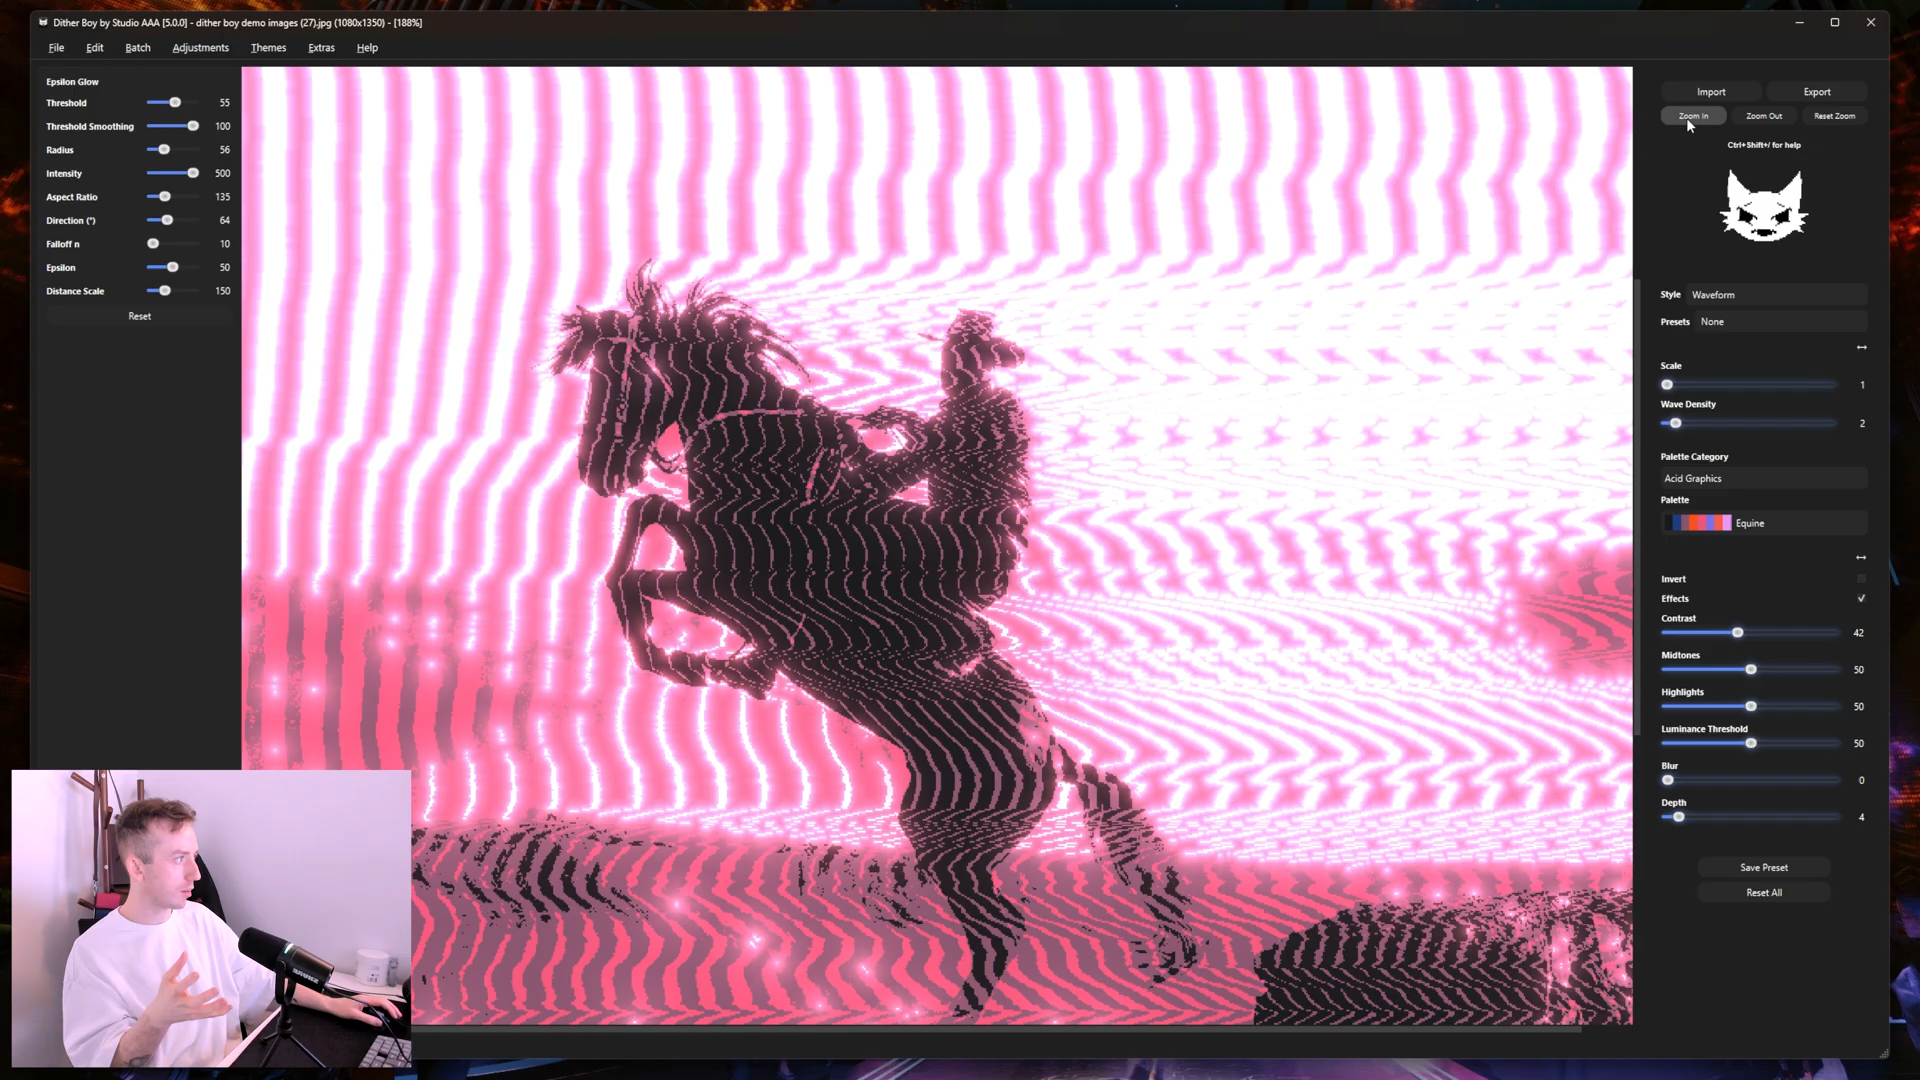 Dither Boy by Studio AAA [5.0.0] - dither boy demo images (27).jpg (1080x1350) - [188%]
File Edit Batch Adjustments Themes Extras Help
Epsilon Glow
Threshold 55
Threshold Smoothing 100
Radius 56
Intensity 500
Aspect Ratio 135
Direction (°) 64
Falloff n 10
Epsilon 50
Distance Scale 150
Reset
Import Export
Zoom In Zoom Out Reset Zoom
Ctrl+Shift+/ for help
Style Waveform
Presets None
Scale
1
Wave Density
2
Palette Category
Acid Graphics
Palette
Equine
Invert
Effects
Contrast
42
Midtones
50
Highlights
50
Luminance Threshold
50
Blur
0
Depth
4
Save Preset
Reset All